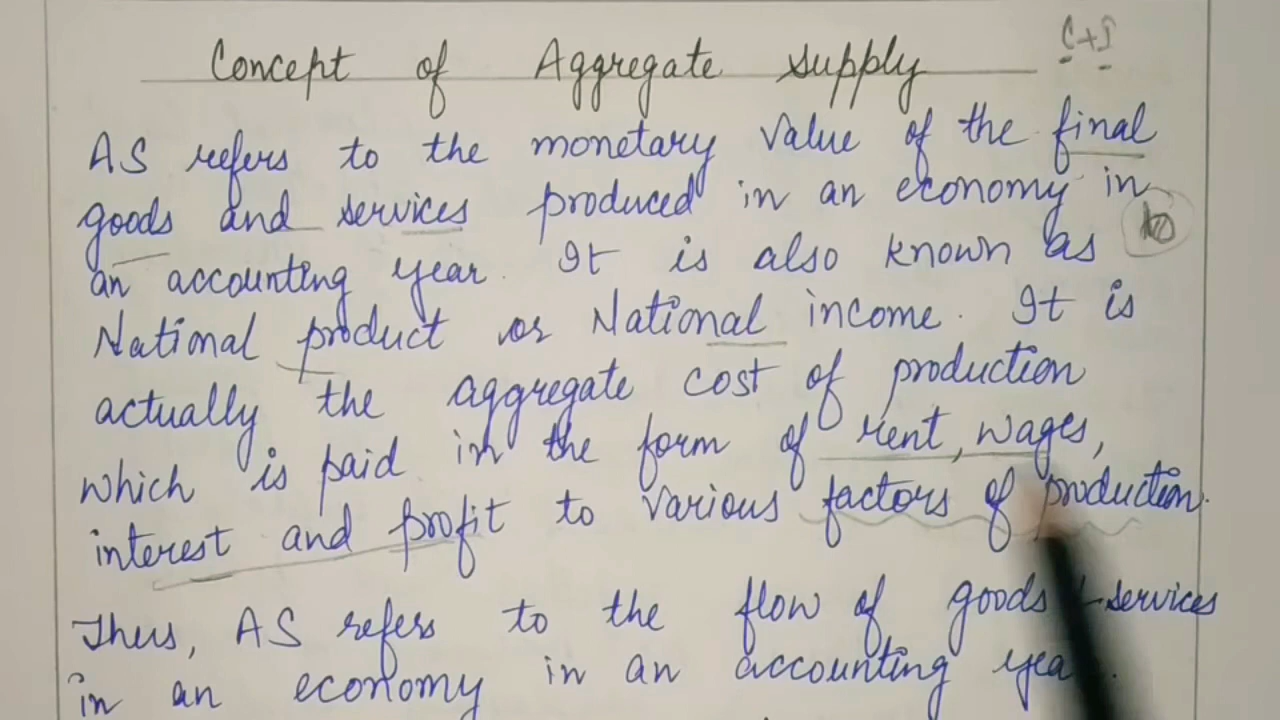 Concept of Aggregate Supply
C+S
AS refers to the monetary value of the final
goods and services produced in an economy in
an accounting year. It is also known as
National product or National income. It is
actually the aggregate cost of production
which is paid in the form of rent, wages,
interest and profit to various factors of production.
Thus, AS refers to the flow of goods + services
in an economy in an accounting year.